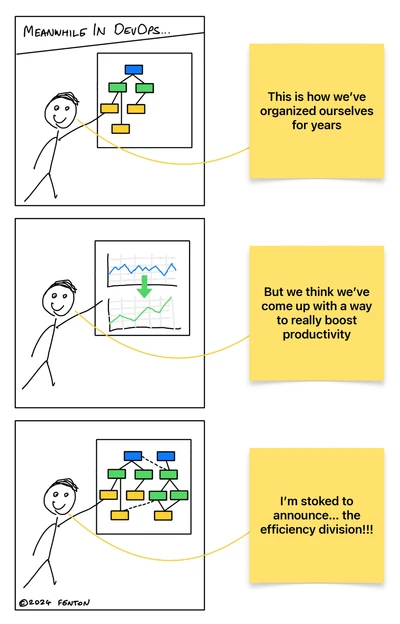 MEANWHILE IN DEVOPS...
This is how we’ve
organized ourselves
for years
But we think we’ve
come up with a way
to really boost
productivity
I’m stoked to
announce... the
efficiency division!!!
©2024 FENTON